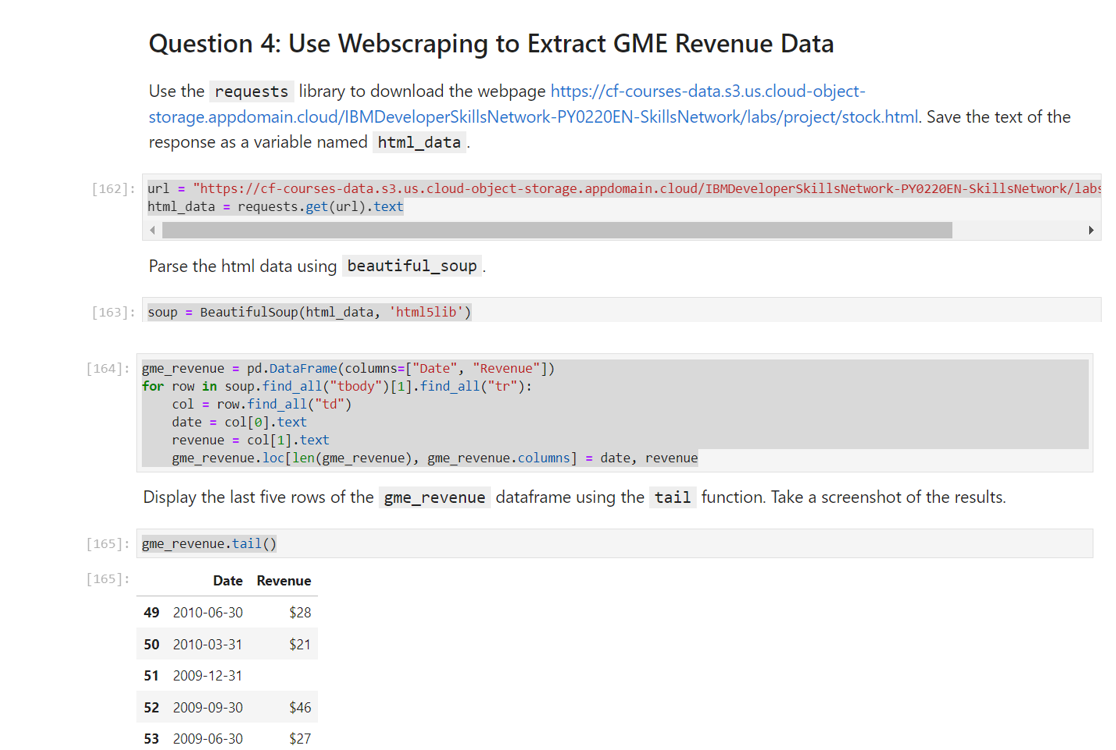 Question 4: Use Webscraping to Extract GME Revenue Data
Use the requests library to download the webpage https://cf-courses-data.s3.us.cloud-object-
storage.appdomain.cloud/IBMDeveloperSkillsNetwork-PY0220EN-SkillsNetwork/labs/project/stock.html. Save the text of the
response as a variable named html_data.
[162]: url = "https://cf-courses-data.s3.us.cloud-object-storage.appdomain.cloud/IBMDeveloperSkillsNetwork-PY0220EN-SkillsNetwork/labs
html_data = requests.get(url).text
Parse the html data using beautiful_soup.
[163]: soup = BeautifulSoup(html_data, 'html5lib')
[164]: gme_revenue = pd.DataFrame(columns=["Date", "Revenue"])
for row in soup.find_all("tbody")[1].find_all("tr"):
    col = row.find_all("td")
    date = col[0].text
    revenue = col[1].text
    gme_revenue.loc[len(gme_revenue), gme_revenue.columns] = date, revenue
Display the last five rows of the gme_revenue dataframe using the tail function. Take a screenshot of the results.
[165]: gme_revenue.tail()
[165]: Date Revenue
49 2010-06-30 $28
50 2010-03-31 $21
51 2009-12-31
52 2009-09-30 $46
53 2009-06-30 $27